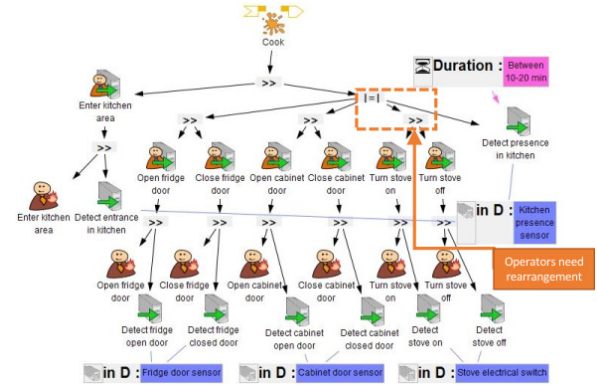 Cook
>>
Duration :
Between
10-20 min
Enter kitchen
area
|=|
>>
>>
>>
Detect presence
in kitchen
>>
Open fridge
door
Close fridge
door
Open cabinet
door
Close cabinet
door
Turn stove
on
Turn stove
off
Enter kitchen
area
Detect entrance
in kitchen
in D :
Kitchen
presence
sensor
>>
>>
>>
>>
>>
>>
Operators need
rearrangement
Open fridge
door
Close fridge
door
Open cabinet
door
Close cabinet
door
Turn stove
on
Turn stove
off
Detect fridge
open door
Detect fridge
closed door
Detect cabinet
open door
Detect cabinet
closed door
Detect
stove on
Detect
stove off
in D :
Fridge door sensor
in D :
Cabinet door sensor
in D :
Stove electrical switch